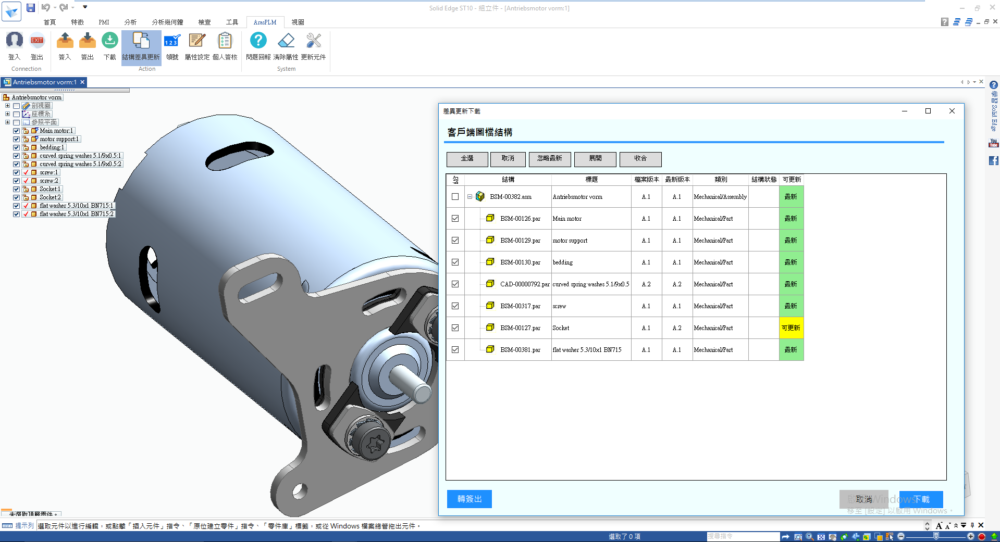 Solid Edge ST10 - 組立件 - [Antriebsmotor vorm:1]
首頁 特徵 PMI 分析 分析幾何體 檢查 工具 ArasPLM 視圖
EXIT 123
登入 登出 簽入 簽出 下載 結構差異更新 領號 屬性設定 個人簽核 問題回報 清除屬性 更新元件
Connection Action System
Antriebsmotor vorm:1
Antriebsmotor vorm
剖視圖
座標系
參照平面
Main motor:1
motor support:1
bedding:1
curved spring washes 5.1/9x0.5:1
curved spring washes 5.1/9x0.5:2
screw:1
screw:2
Socket:1
Socket:2
flat washer 5.3/10x1 BN715:1
flat washer 5.3/10x1 BN715:2
學習 Solid Edge
You
差異更新下載
客戶端圖檔結構
全選 取消 忽略最新 展開 收合
勾選 結構 標題 檔案版本 最新版本 類別 結構狀態 可更新
BSM-00382.asm Antriebsmotor vorm A.1 A.1 Mechanical/Assembly 最新
BSM-00126.par Main motor A.1 A.1 Mechanical/Part 最新
BSM-00129.par motor support A.1 A.1 Mechanical/Part 最新
BSM-00130.par bedding A.1 A.1 Mechanical/Part 最新
CAD-00000792.par curved spring washes 5.1/9x0.5 A.2 A.2 Mechanical/Part 最新
BSM-00317.par screw A.1 A.1 Mechanical/Part 最新
BSM-00127.par Socket A.1 A.2 Mechanical/Part 可更新
BSM-00381.par flat washer 5.3/10x1 BN715 A.1 A.1 Mechanical/Part 最新
轉簽出 取消 下載
Windows
移至 [設定] 以啟用 Windows。
未選取頂層零件。
提示列 選取元件以進行編輯，或點擊「插入元件」指令、「原位建立零件」指令、「零件庫」標籤，或從 Windows 檔案總管拖出元件。
選取了 0 項 搜尋指令